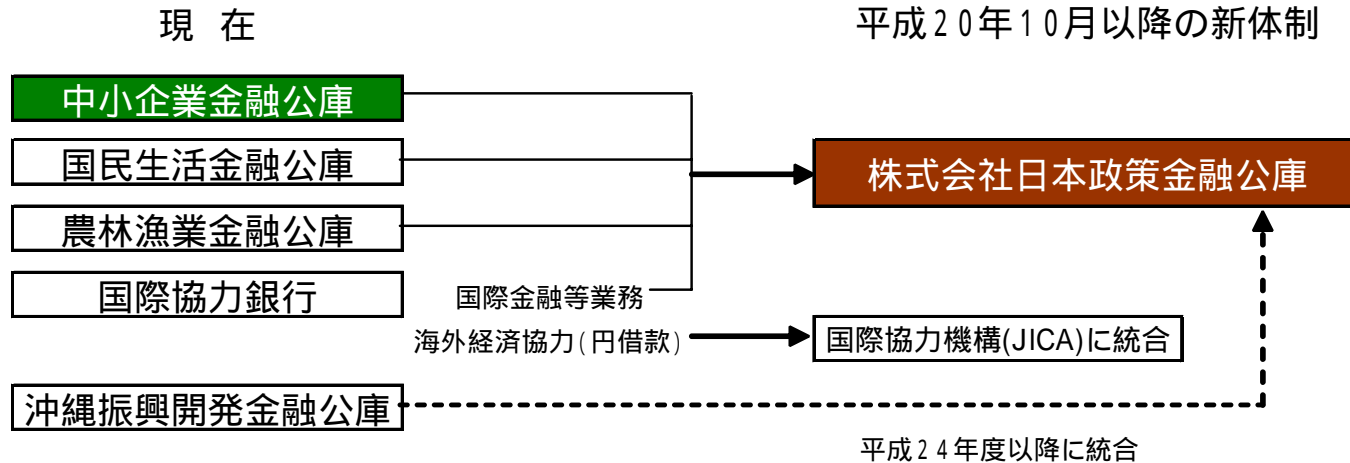 現 在
平成20年10月以降の新体制
中小企業金融公庫
国民生活金融公庫
株式会社日本政策金融公庫
農林漁業金融公庫
国際協力銀行
国際金融等業務
海外経済協力(円借款)
国際協力機構(JICA)に統合
沖縄振興開発金融公庫
平成24年度以降に統合